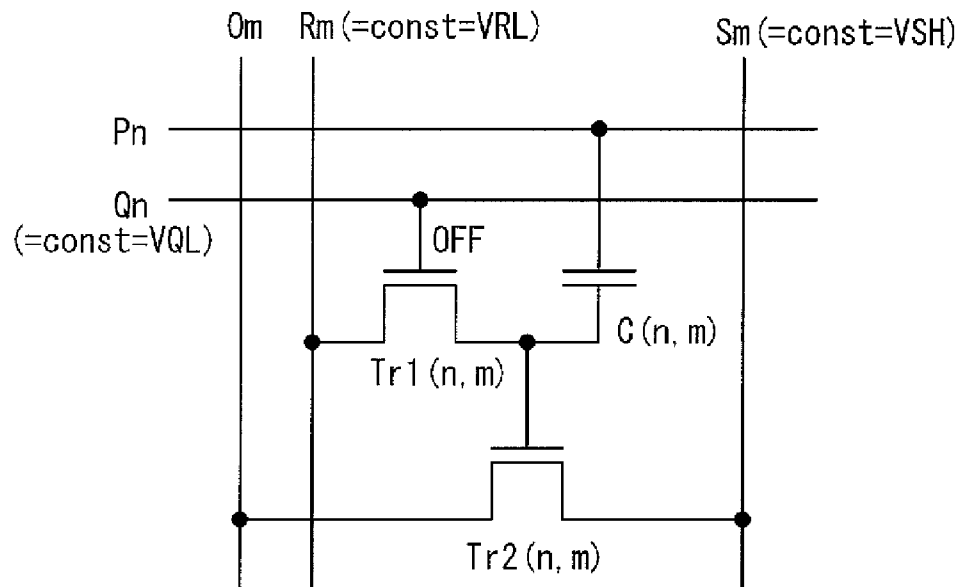 Om
Rm(=const=VRL)
Sm(=const=VSH)
Pn
Qn
(=const=VQL)
OFF
C(n,m)
Tr1(n,m)
Tr2(n,m)